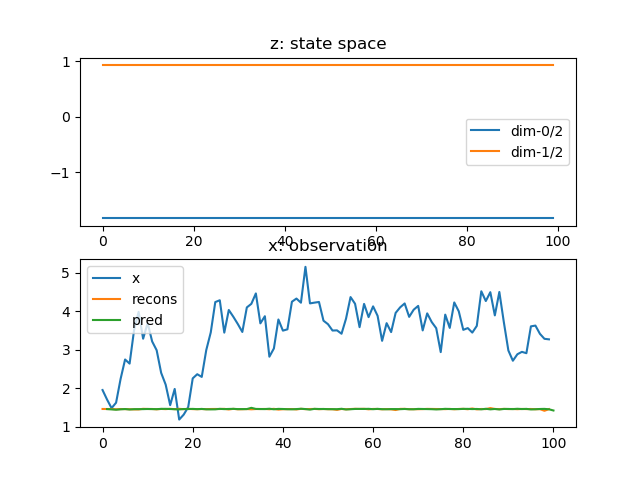 z: state space
1
0
−1
dim-0/2
dim-1/2
0 20 40 60 80 100
x: observation
5
4
3
2
1
x
recons
pred
0 20 40 60 80 100